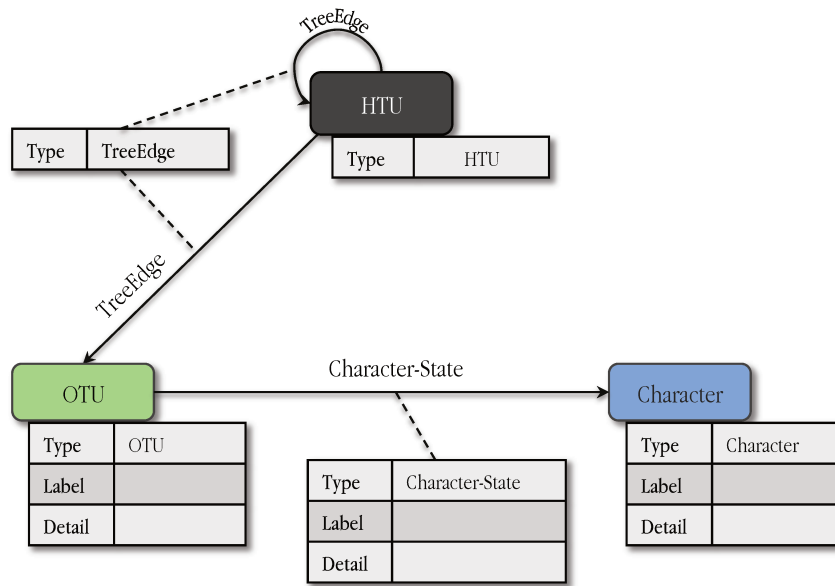 TreeEdge
HTU
Type TreeEdge
Type HTU
TreeEdge
Character-State
OTU
Character
Type OTU
Label
Detail
Type Character-State
Label
Detail
Type Character
Label
Detail